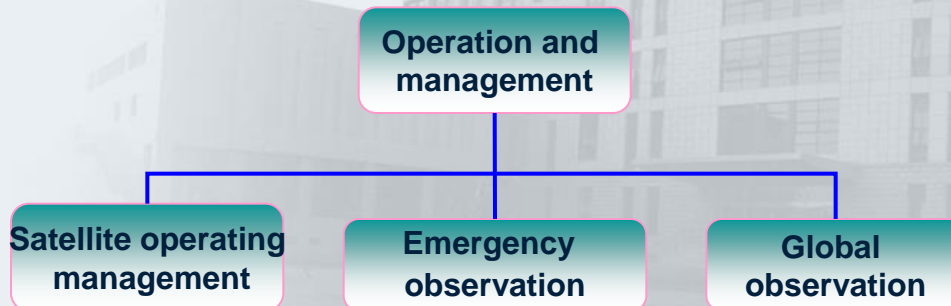 Operation and
management
Satellite operating
management
Emergency
observation
Global
observation